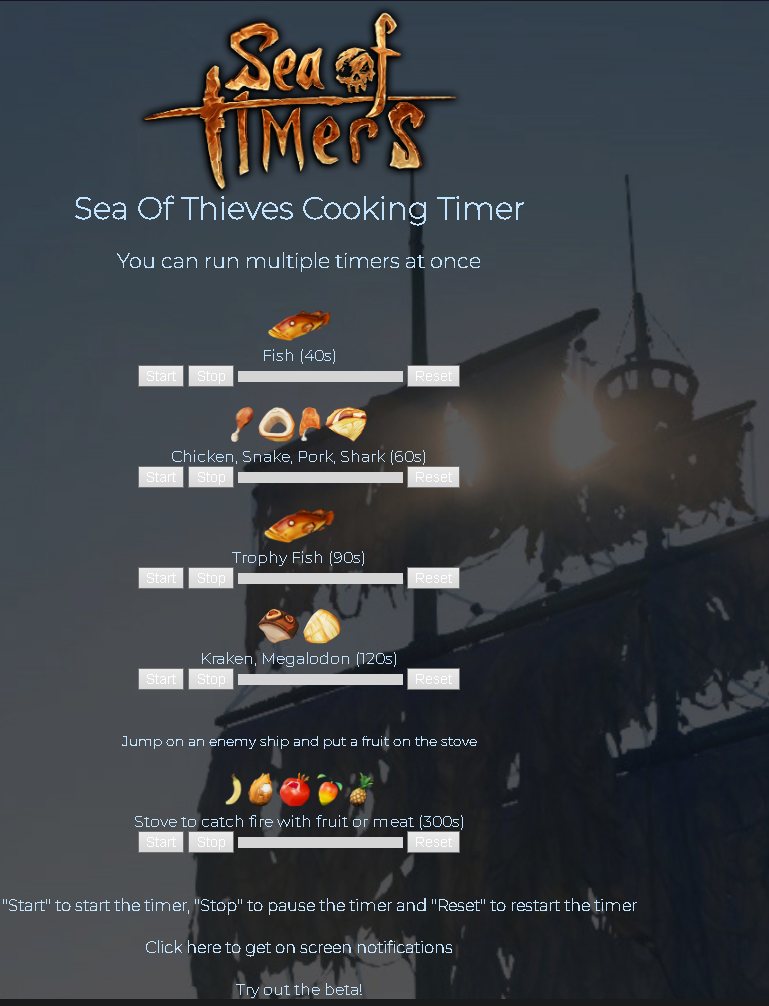 Sea of
Timers
Sea Of Thieves Cooking Timer
You can run multiple timers at once
Fish (40s)
Start Stop Reset
Chicken, Snake, Pork, Shark (60s)
Start Stop Reset
Trophy Fish (90s)
Start Stop Reset
Kraken, Megalodon (120s)
Start Stop Reset
Jump on an enemy ship and put a fruit on the stove
Stove to catch fire with fruit or meat (300s)
Start Stop Reset
"Start" to start the timer, "Stop" to pause the timer and "Reset" to restart the timer
Click here to get on screen notifications
Try out the beta!